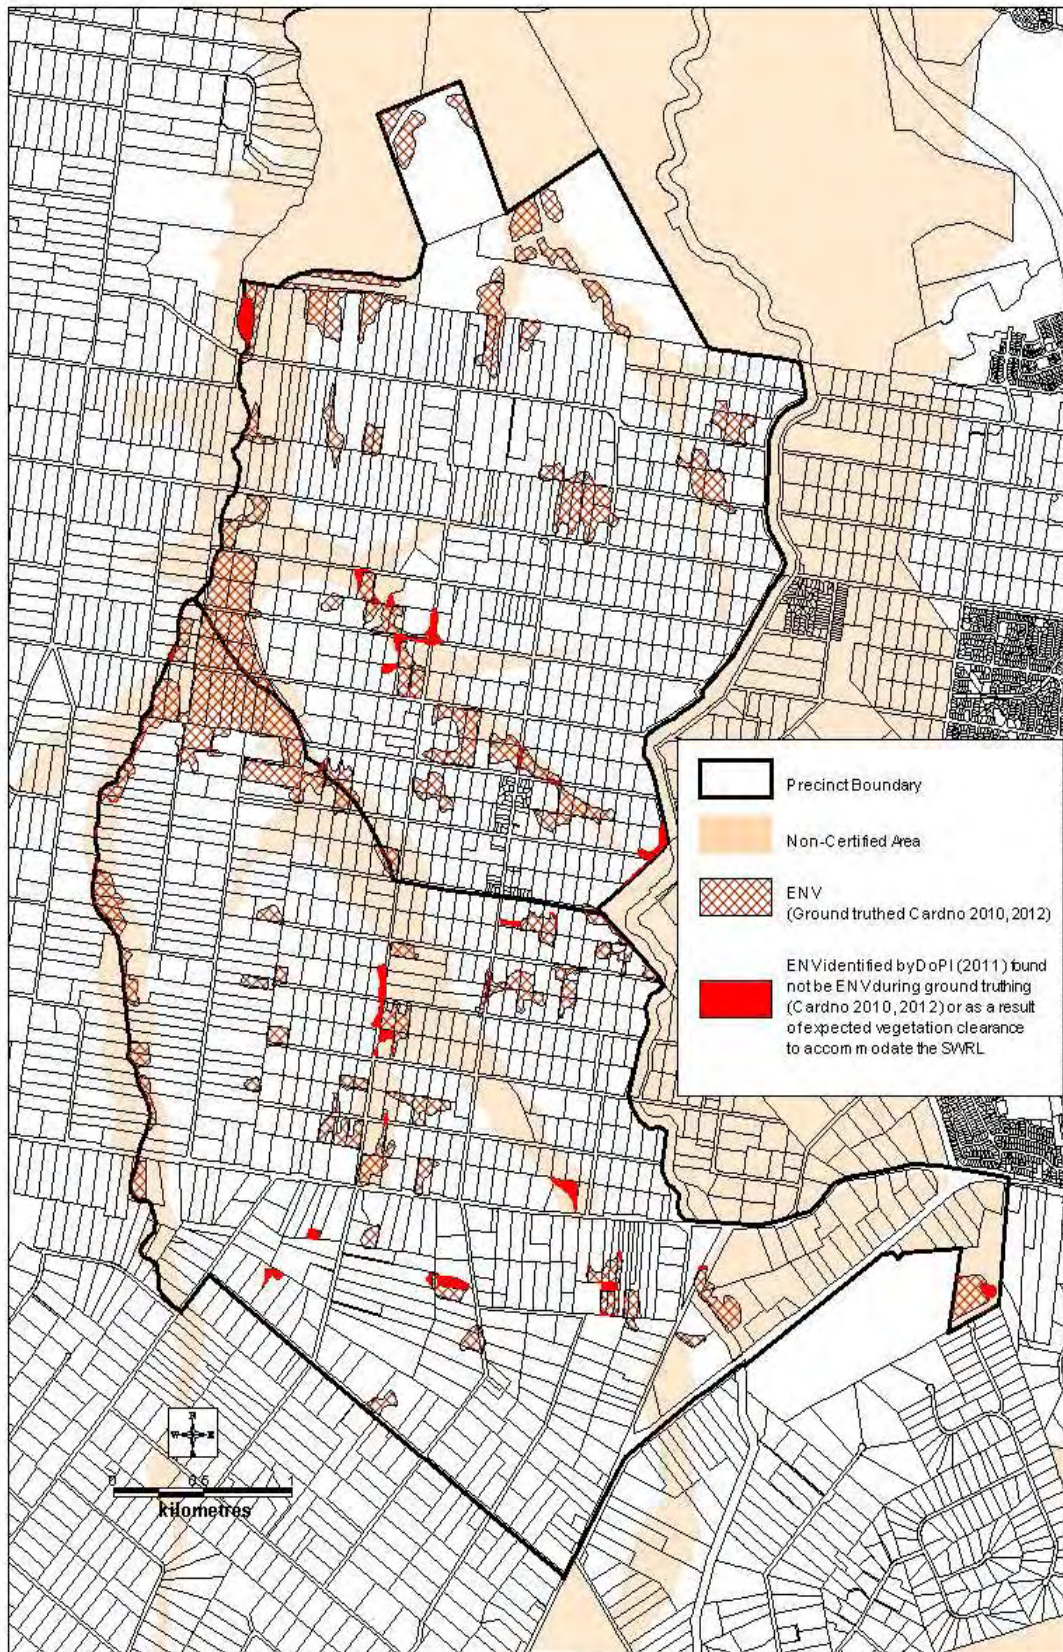 Precinct Boundary
Non-Certified Area
ENV
(Ground truthed Cardno 2010, 2012)
ENV identified by DoPI (2011) found
not be ENV during ground truthing
(Cardno 2010, 2012) or as a result
of expected vegetation clearance
to accommodate the SWRL
N
W E
S
0 0.5 1
kilometres